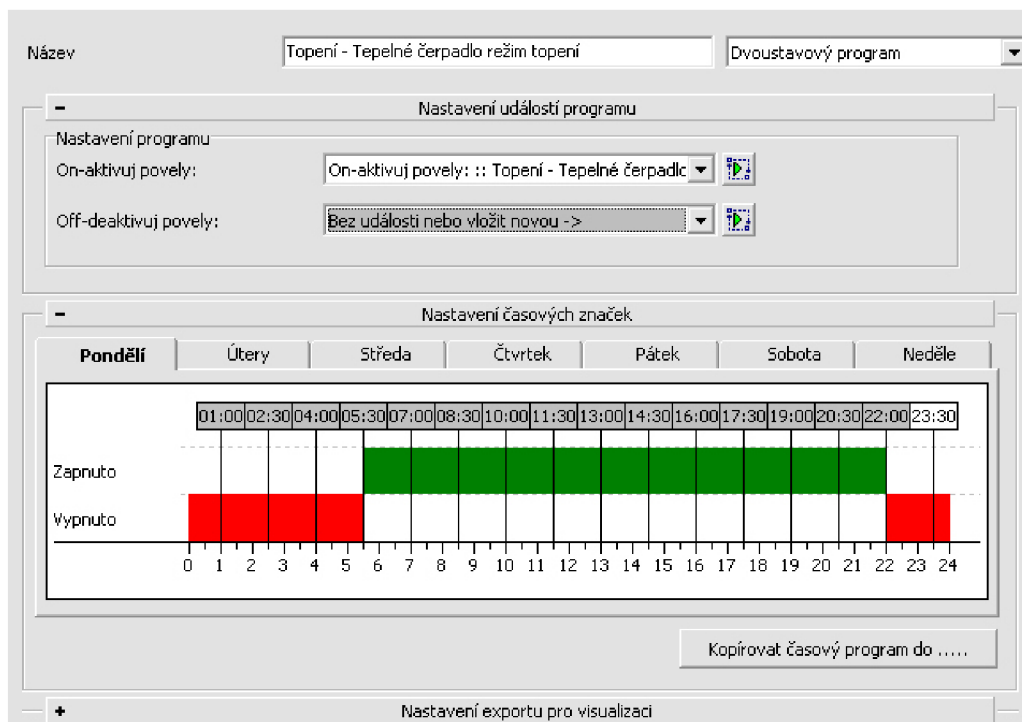 Název Topení - Tepelné čerpadlo režim topení Dvoustavový program
− Nastavení událostí programu
Nastavení programu
On-aktivuj povely: On-aktivuj povely: :: Topení - Tepelné čerpadlc
Off-deaktivuj povely: Bez události nebo vložit novou ->
− Nastavení časových značek
Pondělí Útery Středa Čtvrtek Pátek Sobota Neděle
01:00 02:30 04:00 05:30 07:00 08:30 10:00 11:30 13:00 14:30 16:00 17:30 19:00 20:30 22:00 23:30
Zapnuto
Vypnuto
0 1 2 3 4 5 6 7 8 9 10 11 12 13 14 15 16 17 18 19 20 21 22 23 24
Kopírovat časový program do .....
+ Nastavení exportu pro visualizaci